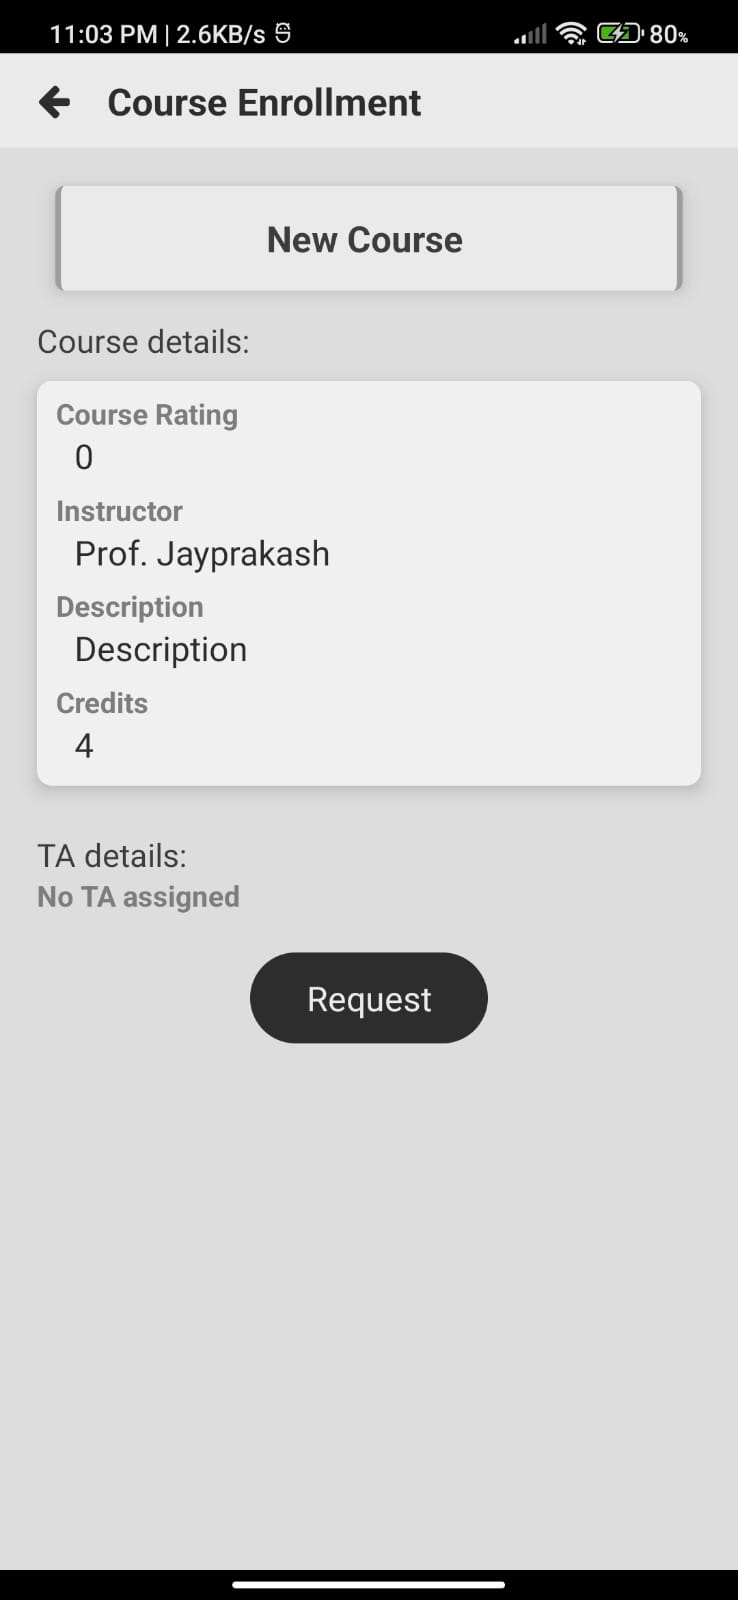 11:03 PM | 2.6KB/s
80%
Course Enrollment
New Course
Course details:
Course Rating
0
Instructor
Prof. Jayprakash
Description
Description
Credits
4
TA details:
No TA assigned
Request